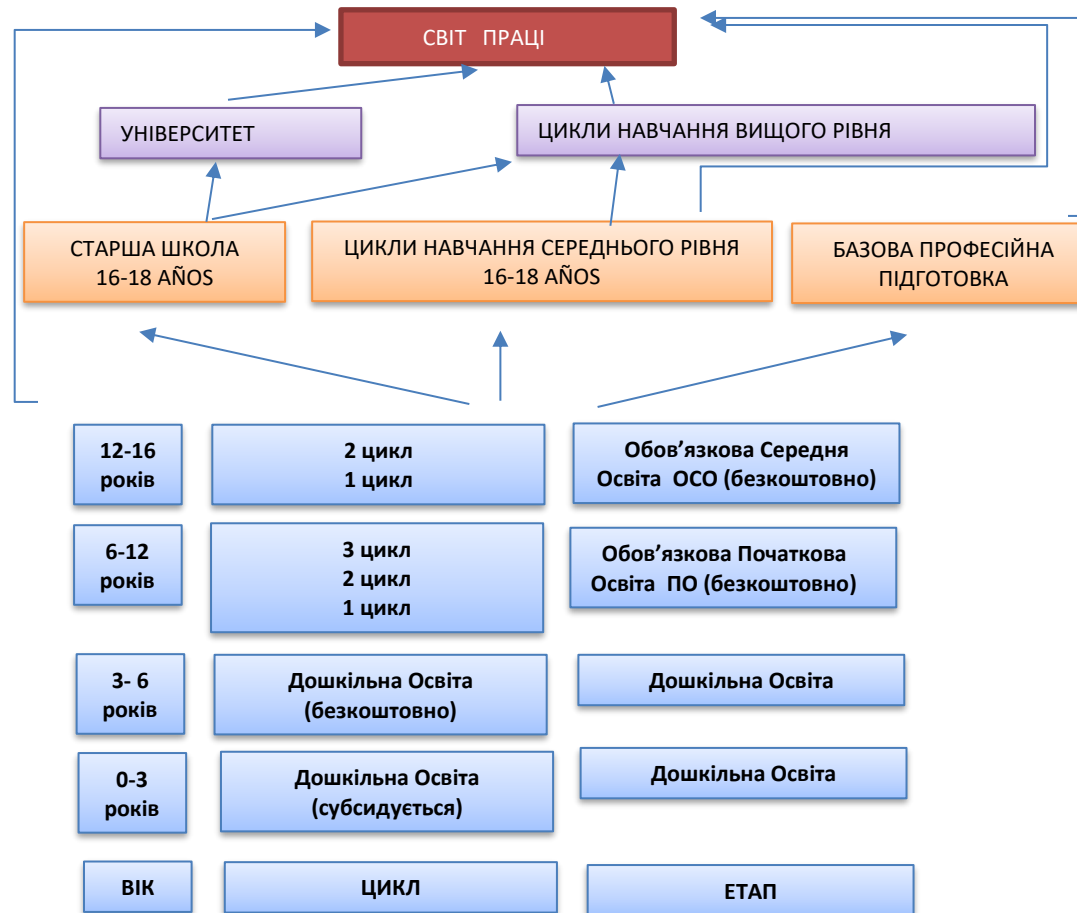 СВІТ ПРАЦІ
УНІВЕРСИТЕТ
ЦИКЛИ НАВЧАННЯ ВИЩОГО РІВНЯ
СТАРША ШКОЛА
16-18 AÑOS
ЦИКЛИ НАВЧАННЯ СЕРЕДНЬОГО РІВНЯ
16-18 AÑOS
БАЗОВА ПРОФЕСІЙНА
ПІДГОТОВКА
12-16
років
2 цикл
1 цикл
Обов’язкова Середня
Освіта ОСО (безкоштовно)
6-12
років
3 цикл
2 цикл
1 цикл
Обов’язкова Початкова
Освіта ПО (безкоштовно)
3- 6
років
Дошкільна Освіта
(безкоштовно)
Дошкільна Освіта
0-3
років
Дошкільна Освіта
(субсидується)
Дошкільна Освіта
ВІК
ЦИКЛ
ЕТАП